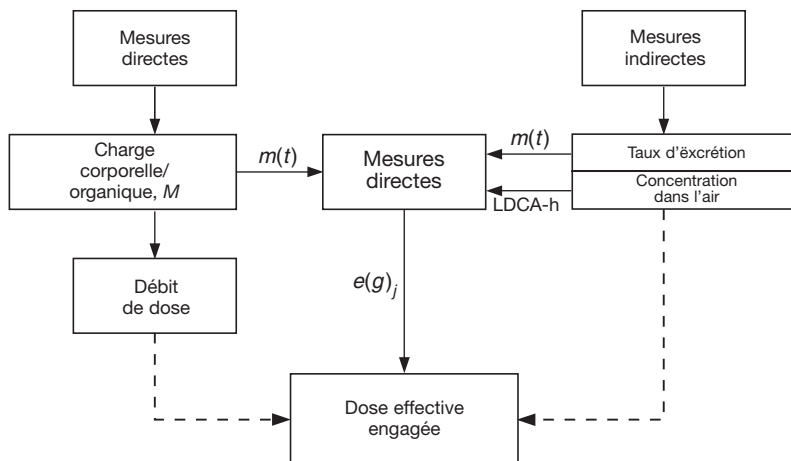 Mesures
directes
Mesures
indirectes
Charge
corporelle/
organique, M
m(t)
Mesures
directes
m(t)
LDCA-h
Taux d'ëxcrétion
Concentration
dans l'air
Débit
de dose
e(g)j
Dose effective
engagée